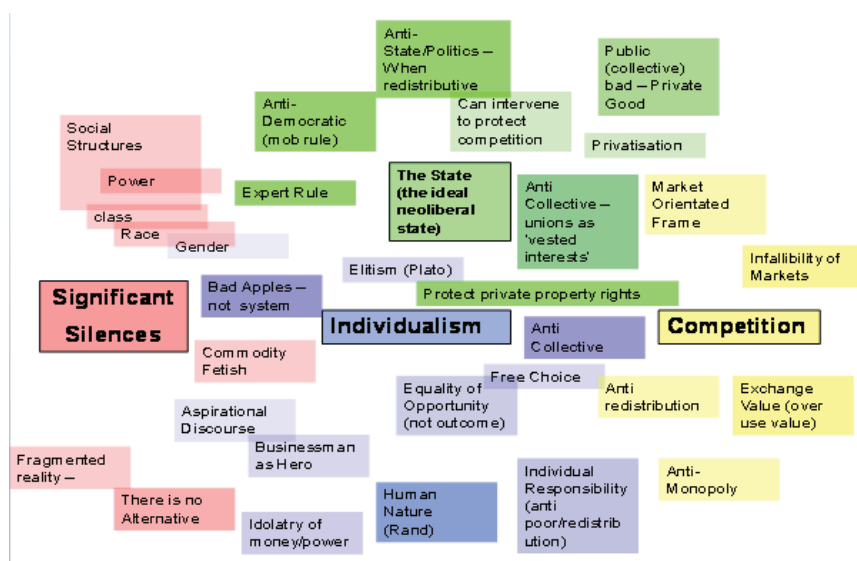 Anti-
State/Politics –
When
redistributive
Public
(collective)
bad – Private
Good
Anti-
Democratic
(mob rule)
Can intervene
to protect
competition
Social
Structures
Privatisation
Power
Expert Rule
The State
(the ideal
neoliberal
state)
Anti
Collective –
unions as
'vested
interests'
Market
Orientated
Frame
class
Race
Gender
Elitism (Plato)
Infallibility of
Markets
Bad Apples –
not system
Protect private property rights
Significant
Silences
Individualism
Anti
Collective
Competition
Commodity
Fetish
Free Choice
Equality of
Opportunity
(not outcome)
Anti
redistribution
Exchange
Value (over
use value)
Aspirational
Discourse
Businessman
as Hero
Fragmented
reality –
There is no
Alternative
Idolatry of
money/power
Human
Nature
(Rand)
Individual
Responsibility
(anti
poor/redistrib
ution)
Anti-
Monopoly